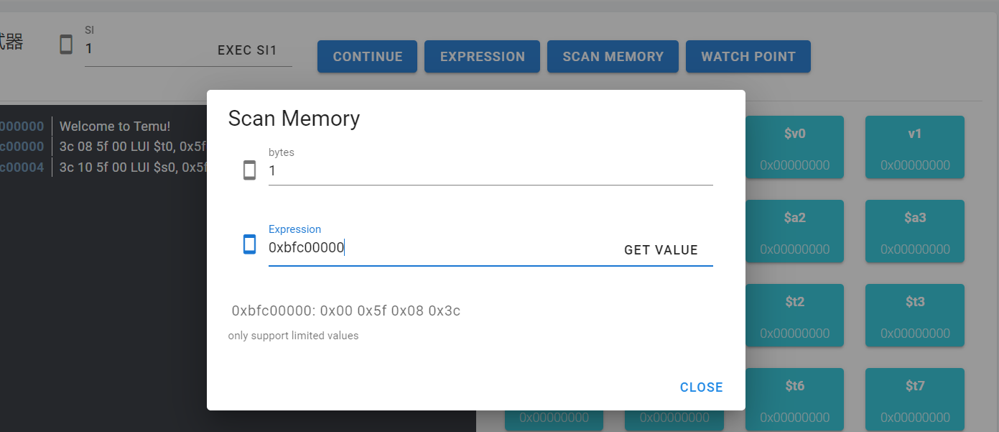 试器
SI
1
EXEC SI1
CONTINUE
EXPRESSION
SCAN MEMORY
WATCH POINT
000000 Welcome to Temu!
c00000 3c 08 5f 00 LUI $t0, 0x5f
c00004 3c 10 5f 00 LUI $s0, 0x5f
Scan Memory
bytes
1
Expression
0xbfc00000
GET VALUE
0xbfc00000: 0x00 0x5f 0x08 0x3c
only support limited values
CLOSE
$v0
0x00000000
v1
0x00000000
$a2
0x00000000
$a3
0x00000000
$t2
0x00000000
$t3
0x00000000
$t6
0x00000000
$t7
0x00000000
0x00000000
0x00000000